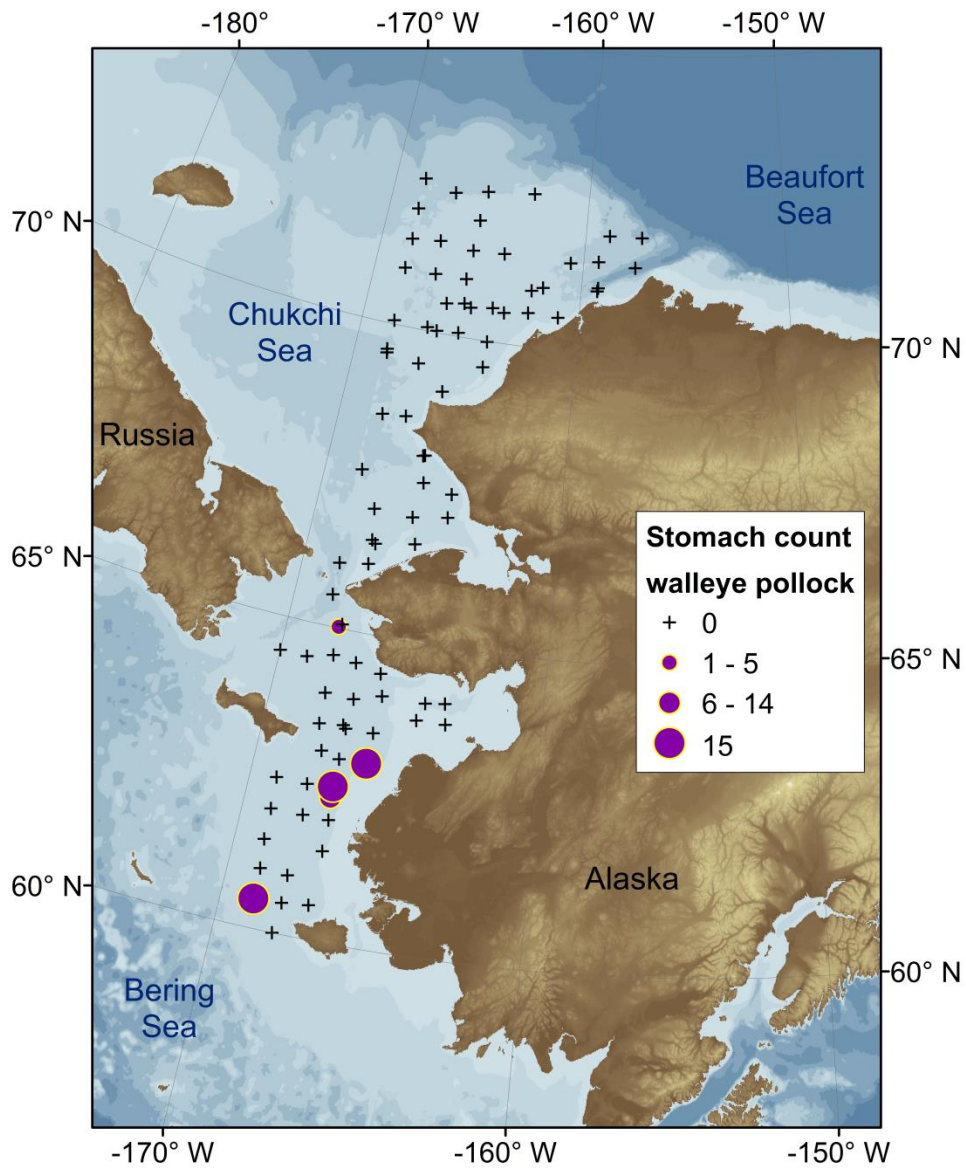 -180° W
-170° W
-160° W
-150° W
Beaufort
Sea
70° N
Chukchi
Sea
70° N
Russia
Stomach count
walleye pollock
0
1 - 5
6 - 14
15
65° N
65° N
Alaska
60° N
60° N
Bering
Sea
-170° W
-160° W
-150° W